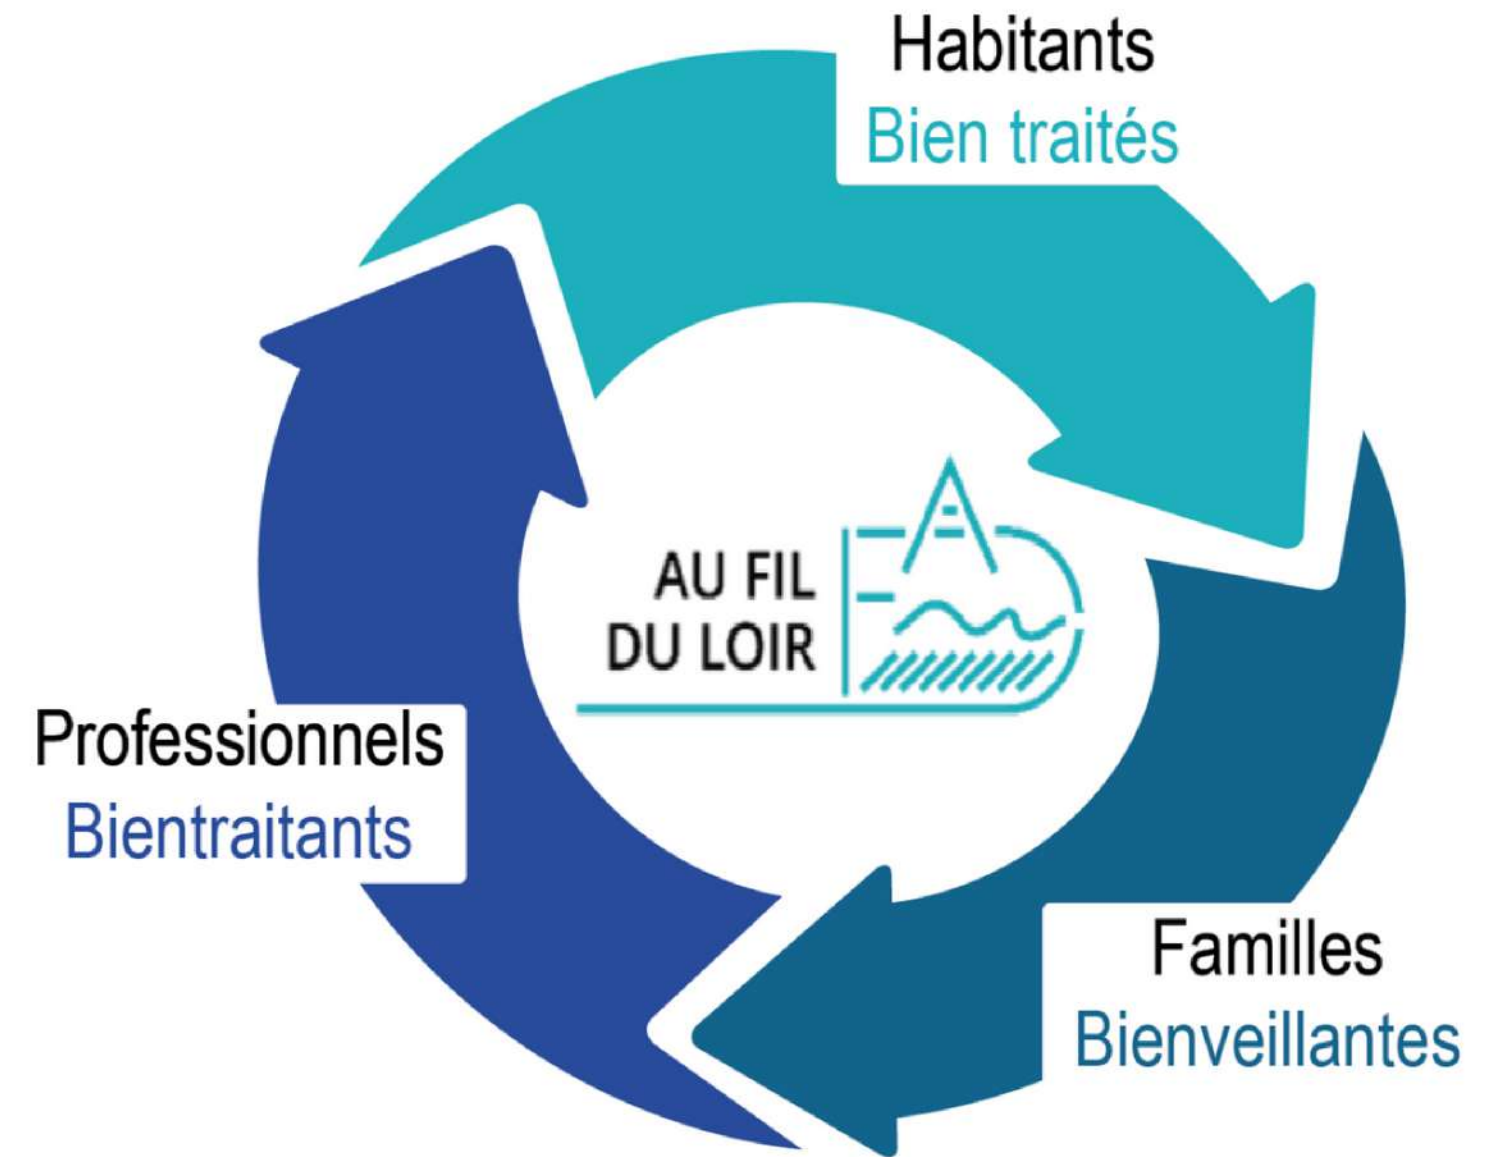 Habitants
Bien traités
AU FIL
DU LOIR
Professionnels
Bientraitants
Familles
Bienveillantes